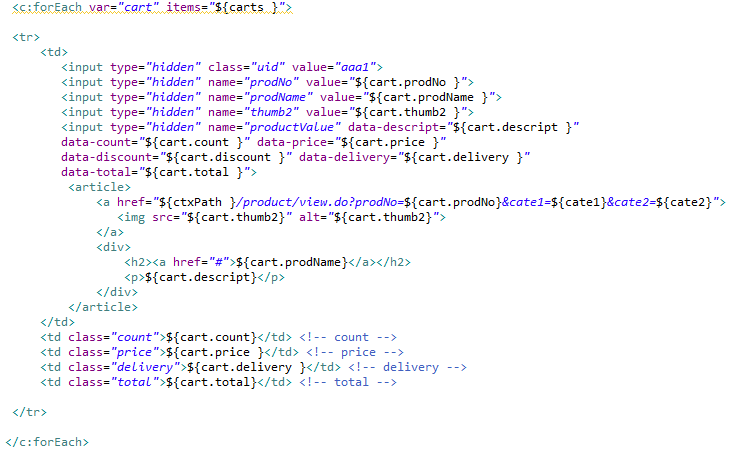 <c:forEach var="cart" items="${carts }">
<tr>
<td>
<input type="hidden" class="uid" value="aaa1">
<input type="hidden" name="prodNo" value="${cart.prodNo }">
<input type="hidden" name="prodName" value="${cart.prodName }">
<input type="hidden" name="thumb2" value="${cart.thumb2 }">
<input type="hidden" name="productValue" data-descript="${cart.descript }"
data-count="${cart.count }" data-price="${cart.price }"
data-discount="${cart.discount }" data-delivery="${cart.delivery }"
data-total="${cart.total }">
<article>
<a href="${ctxPath }/product/view.do?prodNo=${cart.prodNo}&cate1=${cate1}&cate2=${cate2}">
<img src="${cart.thumb2}" alt="${cart.thumb2}">
</a>
<div>
<h2><a href="#">${cart.prodName}</a></h2>
<p>${cart.descript}</p>
</div>
</article>
</td>
<td class="count">${cart.count}</td> <!-- count -->
<td class="price">${cart.price }</td> <!-- price -->
<td class="delivery">${cart.delivery }</td> <!-- delivery -->
<td class="total">${cart.total}</td> <!-- total -->
</tr>
</c:forEach>